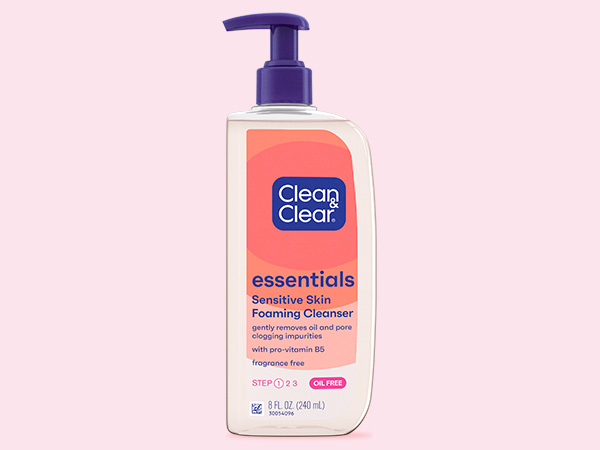 Clean &
Clear®
essentials
Sensitive Skin
Foaming Cleanser
gently removes oil and pore
clogging impurities
with pro-vitamin B5
fragrance free
STEP 1 2 3 OIL FREE
8 FL. OZ. (240 mL)
30054096